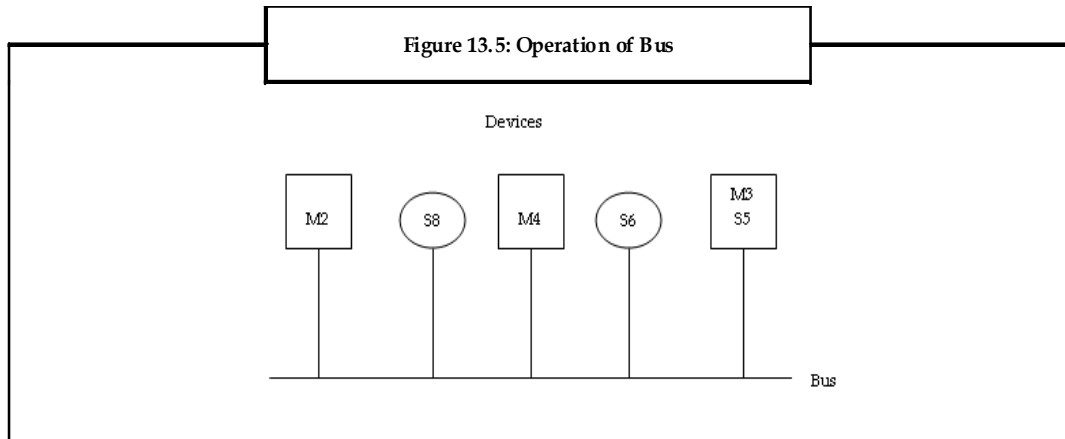 Figure 13.5: Operation of Bus
Devices
M2
S8
M4
S6
M3
S5
Bus